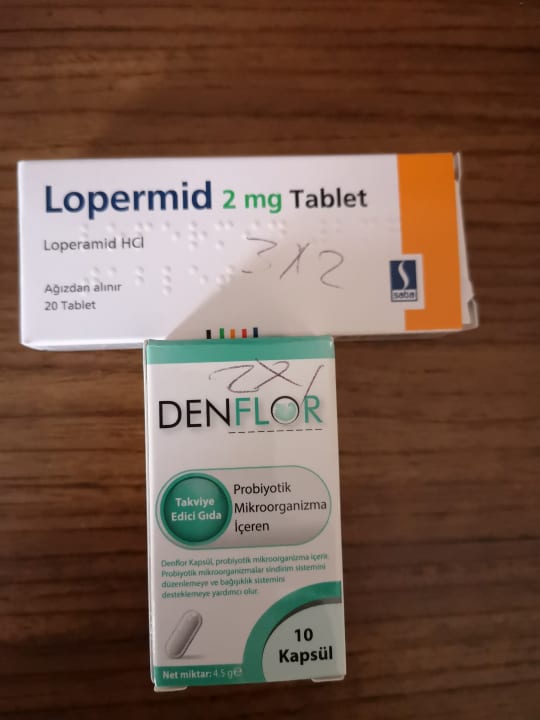 Lopermid 2 mg Tablet
Loperamid HCl
3x2
Ağızdan alınır
20 Tablet
saba
2x1
DENFLOR
Takviye
Edici Gıda
Probiyotik
Mikroorganizma
İçeren
Denflor Kapsül, probiyotik mikroorganizma içerir.
Probiyotik mikroorganizmalar sindirim sistemini
düzenlemeye ve bağışıklık sistemini
desteklemeye yardımcı olur.
10
Kapsül
Net miktar: 4.5 g e